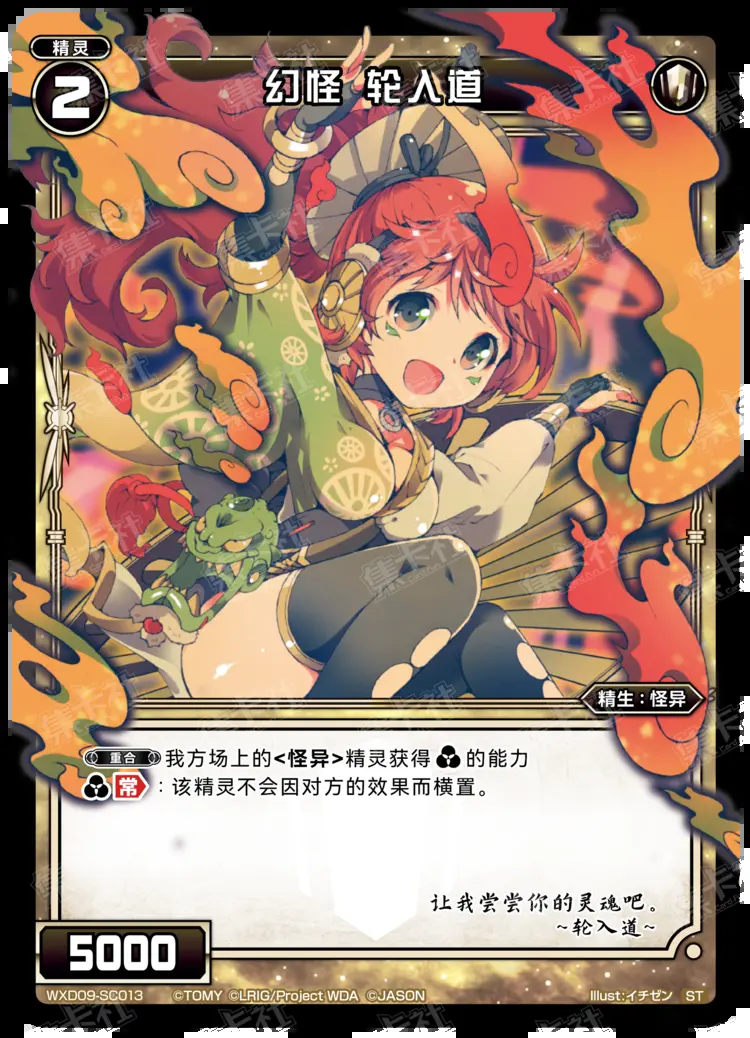 精灵
2
幻怪 轮入道
精生：怪异
重合 我方场上的<怪异>精灵获得 的能力
常：该精灵不会因对方的效果而横置。
让我尝尝你的灵魂吧。
~轮入道~
5000
WXD09-SC013 ©TOMY ©LRIG/Project WDA ©JASON Illust:イチゼン ST
集卡社